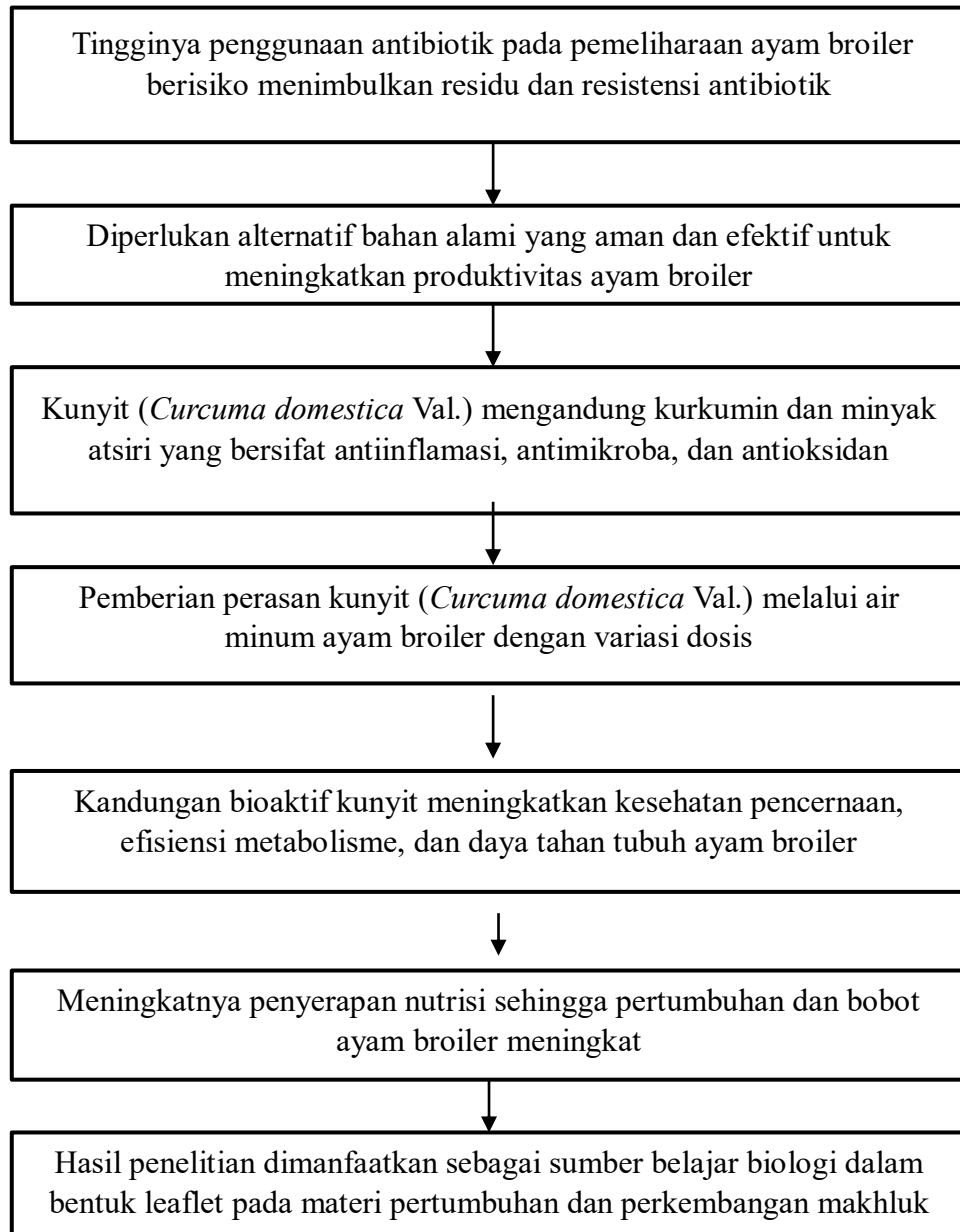 Tingginya penggunaan antibiotik pada pemeliharaan ayam broiler
berisiko menimbulkan residu dan resistensi antibiotik
Diperlukan alternatif bahan alami yang aman dan efektif untuk
meningkatkan produktivitas ayam broiler
Kunyit (Curcuma domestica Val.) mengandung kurkumin dan minyak
atsiri yang bersifat antiinflamasi, antimikroba, dan antioksidan
Pemberian perasan kunyit (Curcuma domestica Val.) melalui air
minum ayam broiler dengan variasi dosis
Kandungan bioaktif kunyit meningkatkan kesehatan pencernaan,
efisiensi metabolisme, dan daya tahan tubuh ayam broiler
Meningkatnya penyerapan nutrisi sehingga pertumbuhan dan bobot
ayam broiler meningkat
Hasil penelitian dimanfaatkan sebagai sumber belajar biologi dalam
bentuk leaflet pada materi pertumbuhan dan perkembangan makhluk